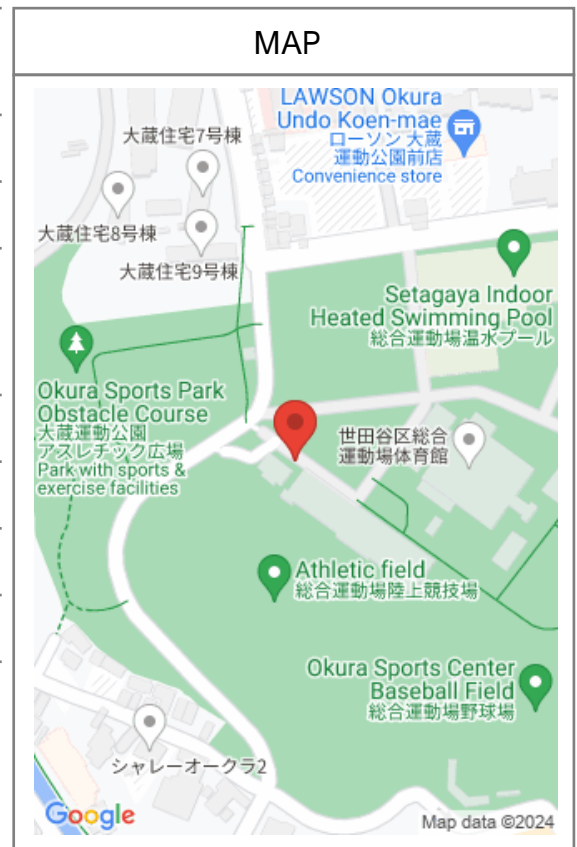 MAP
LAWSON Okura
Undo Koen-mae
ローソン 大蔵
運動公園前店
Convenience store
大蔵住宅7号棟
大蔵住宅8号棟
大蔵住宅9号棟
Setagaya Indoor
Heated Swimming Pool
総合運動場温水プール
Okura Sports Park
Obstacle Course
大蔵運動公園
アスレチック広場
Park with sports &
exercise facilities
世田谷区総合
運動場体育館
Athletic field
総合運動場陸上競技場
Okura Sports Center
Baseball Field
総合運動場野球場
シャレーオークラ2
Google
Map data ©2024